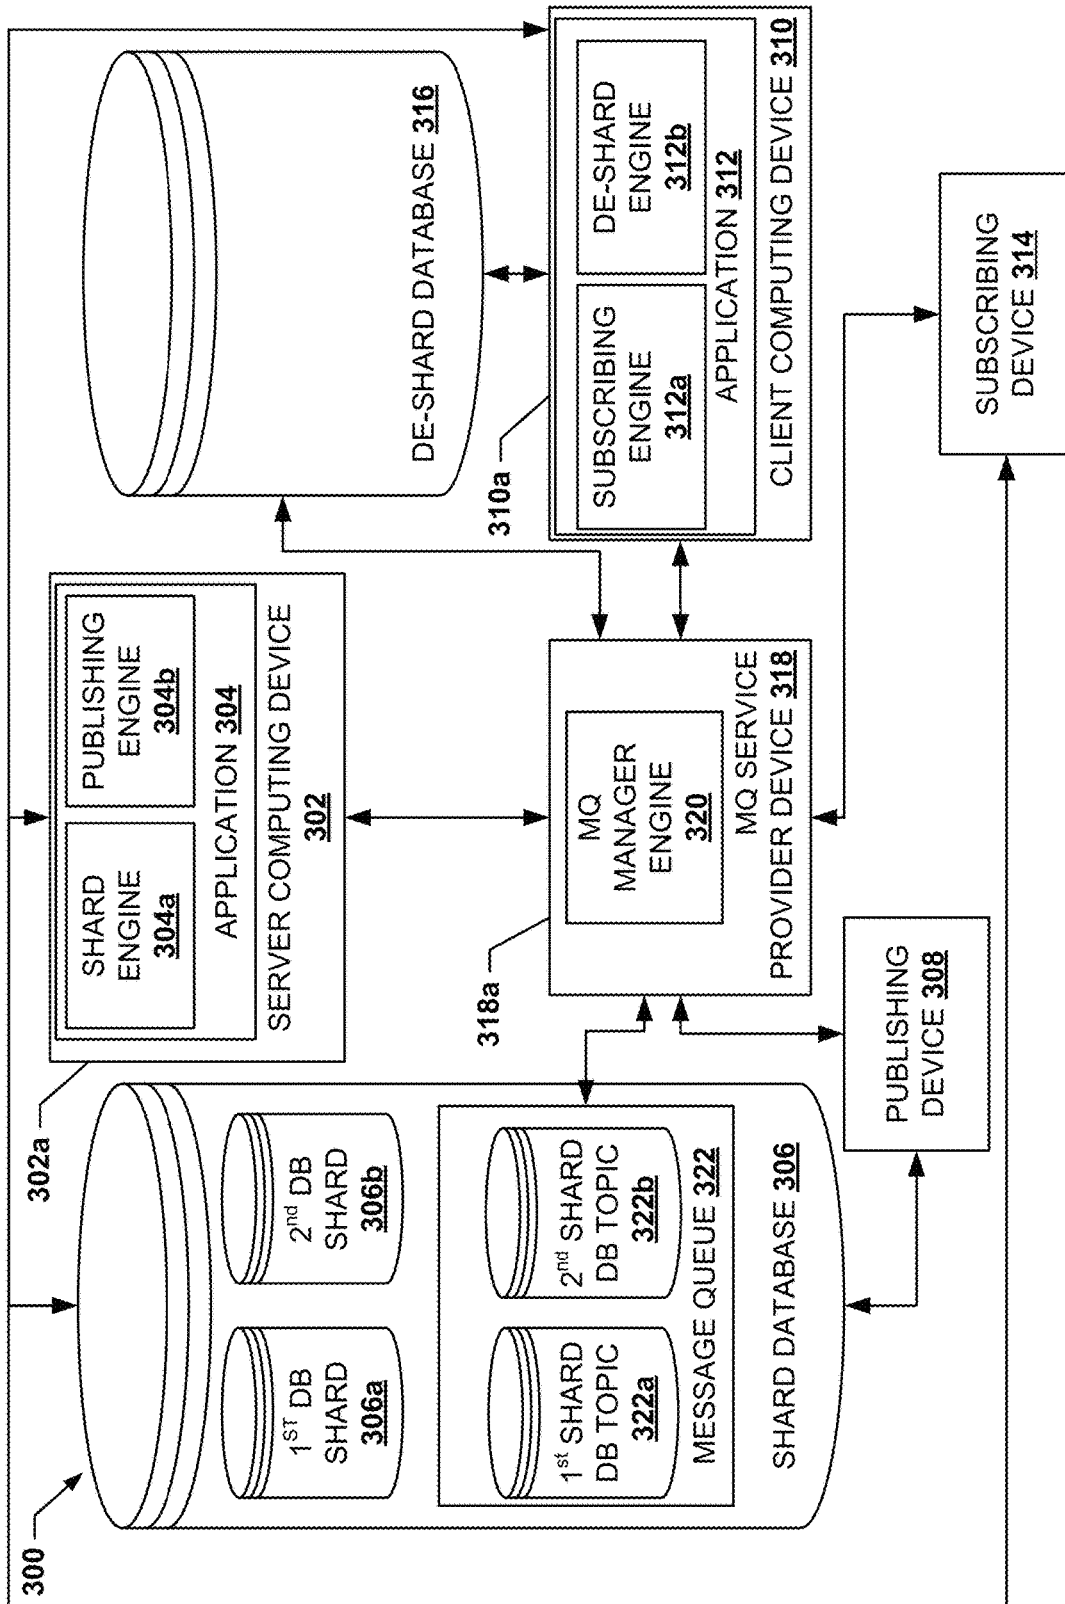 300
302a
SHARD
ENGINE
304a
PUBLISHING
ENGINE
304b
APPLICATION 304
SERVER COMPUTING DEVICE
302
DE-SHARD DATABASE 316
1ST DB
SHARD
306a
2nd DB
SHARD
306b
1st SHARD
DB TOPIC
322a
2nd SHARD
DB TOPIC
322b
MESSAGE QUEUE 322
SHARD DATABASE 306
318a
MQ
MANAGER
ENGINE
320
MQ SERVICE
PROVIDER DEVICE 318
310a
SUBSCRIBING
ENGINE
312a
DE-SHARD
ENGINE
312b
APPLICATION 312
CLIENT COMPUTING DEVICE 310
PUBLISHING
DEVICE 308
SUBSCRIBING
DEVICE 314